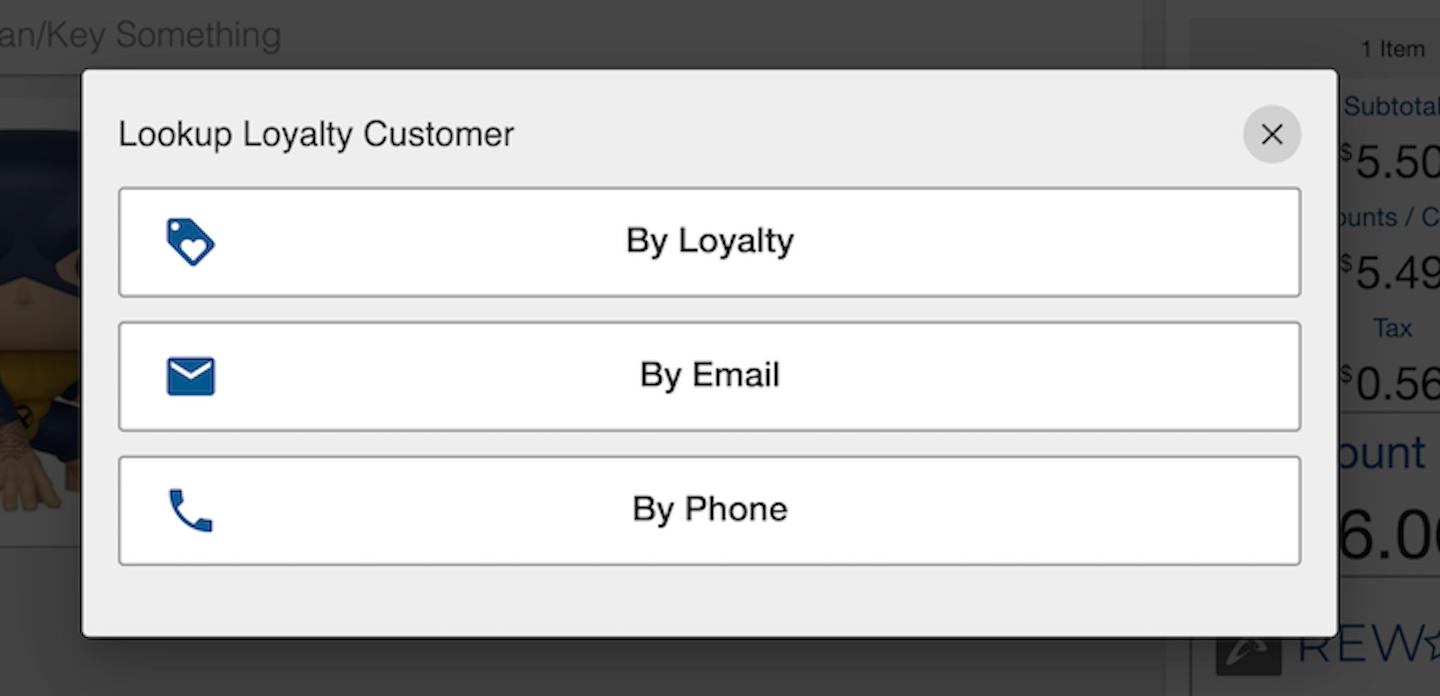 an/Key Something
1 Item
Lookup Loyalty Customer
Subtotal
$5.50
By Loyalty
ounts / C
$5.49
Tax
By Email
$0.56
ount
By Phone
6.0
REW